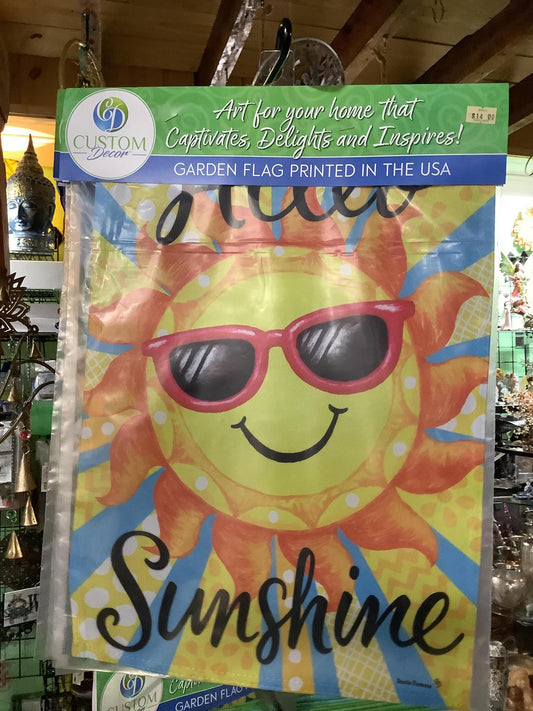 CD
CUSTOM
Decor
Art for your home that
Captivates, Delights and Inspires!
GARDEN FLAG PRINTED IN THE USA
$14.00
Sunshine
CUSTOM
GARDEN FLAG